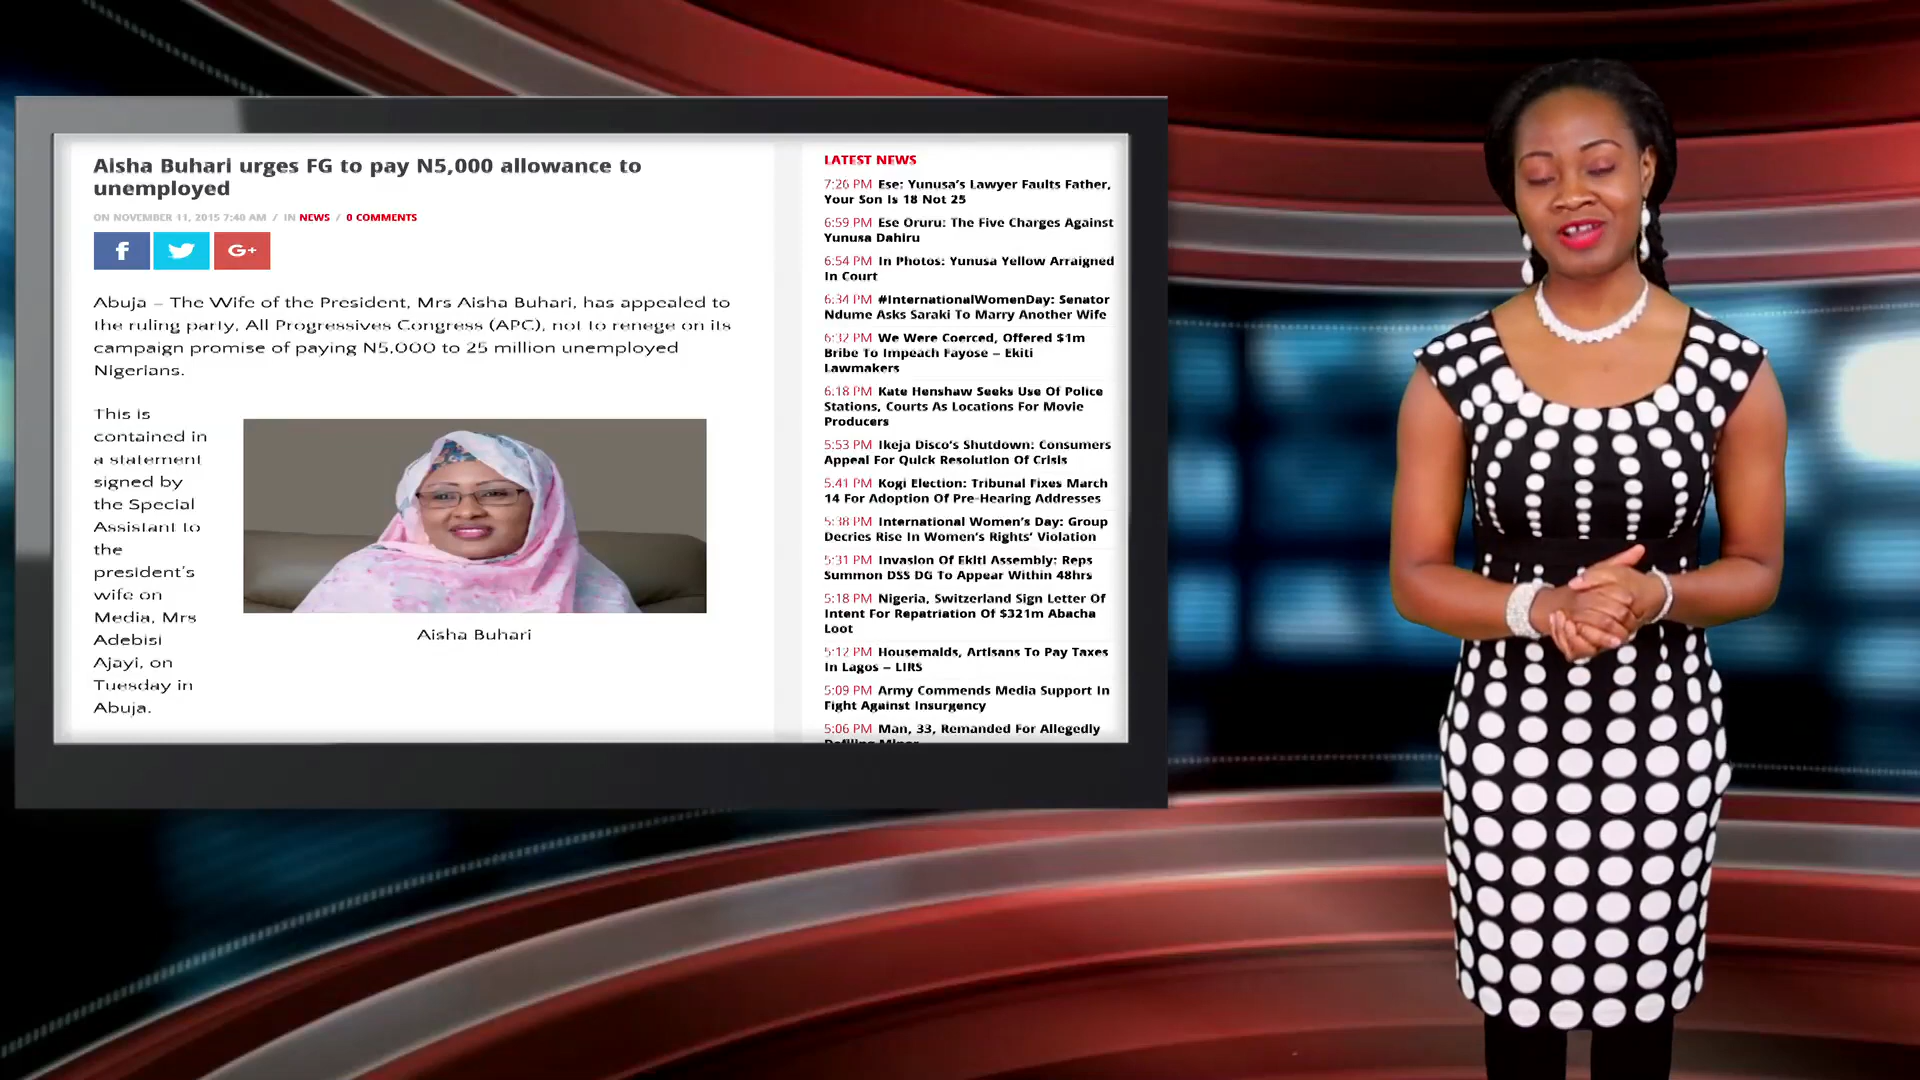 Aisha Buhari urges FG to pay N5,000 allowance to
unemployed
ON NOVEMBER 11, 2015 7:40 AM / IN NEWS / 0 COMMENTS
f
G+
Abuja – The Wife of the President, Mrs Aisha Buhari, has appealed to
the ruling party, All Progressives Congress (APC), not to renege on its
campaign promise of paying N5,000 to 25 million unemployed
Nigerians.
This is
contained in
a statement
signed by
the Special
Assistant to
the
president's
wife on
Media, Mrs
Adebisi
Ajayi, on
Tuesday in
Abuja.
Aisha Buhari
LATEST NEWS
7:26 PM Ese: Yunusa's Lawyer Faults Father,
Your Son Is 18 Not 25
6:59 PM Ese Oruru: The Five Charges Against
Yunusa Dahiru
6:54 PM In Photos: Yunusa Yellow Arraigned
In Court
6:34 PM #InternationalWomenDay: Senator
Ndume Asks Saraki To Marry Another Wife
6:32 PM We Were Coerced, Offered $1m
Bribe To Impeach Fayose – Ekiti
Lawmakers
6:18 PM Kate Henshaw Seeks Use Of Police
Stations, Courts As Locations For Movie
Producers
5:53 PM Ikeja Disco's Shutdown: Consumers
Appeal For Quick Resolution Of Crisis
5:41 PM Kogi Election: Tribunal Fixes March
14 For Adoption Of Pre-Hearing Addresses
5:38 PM International Women's Day: Group
Decries Rise In Women's Rights' Violation
5:31 PM Invasion Of Ekiti Assembly: Reps
Summon DSS DG To Appear Within 48hrs
5:18 PM Nigeria, Switzerland Sign Letter Of
Intent For Repatriation Of $321m Abacha
Loot
5:12 PM Housemaids, Artisans To Pay Taxes
In Lagos – LIRS
5:09 PM Army Commends Media Support In
Fight Against Insurgency
5:06 PM Man, 33, Remanded For Allegedly